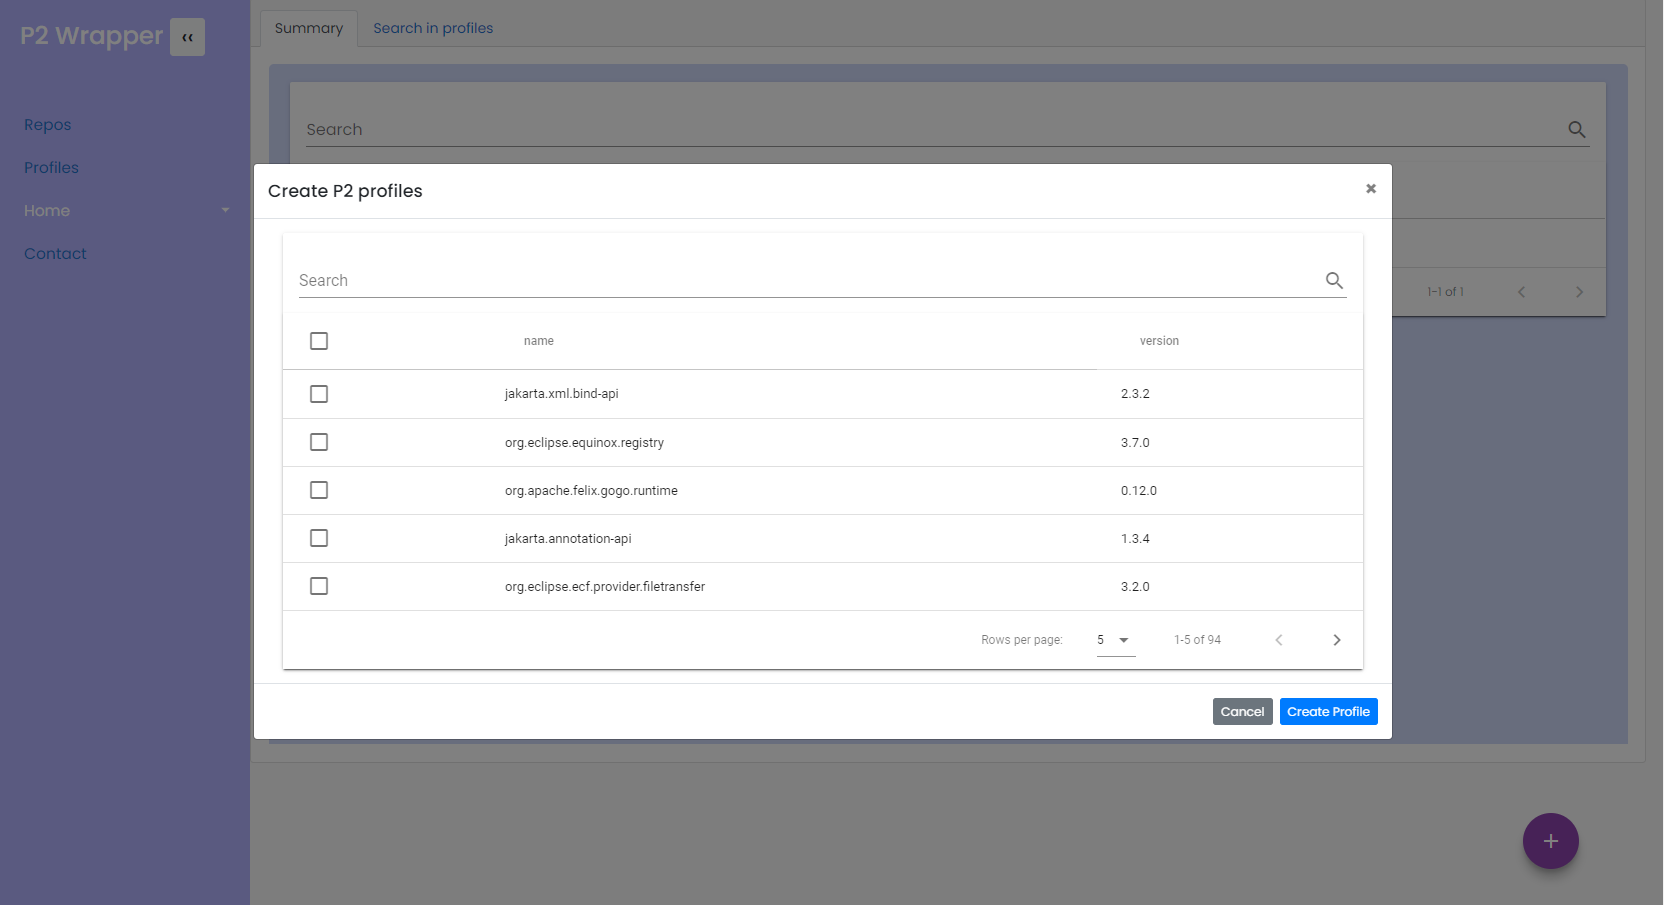 P2 Wrapper ‹‹
Repos
Profiles
Home
Contact
Summary Search in profiles
Search
1-1 of 1
Create P2 profiles ×
Search
name version
jakarta.xml.bind-api 2.3.2
org.eclipse.equinox.registry 3.7.0
org.apache.felix.gogo.runtime 0.12.0
jakarta.annotation-api 1.3.4
org.eclipse.ecf.provider.filetransfer 3.2.0
Rows per page: 5 1-5 of 94
Cancel Create Profile
+